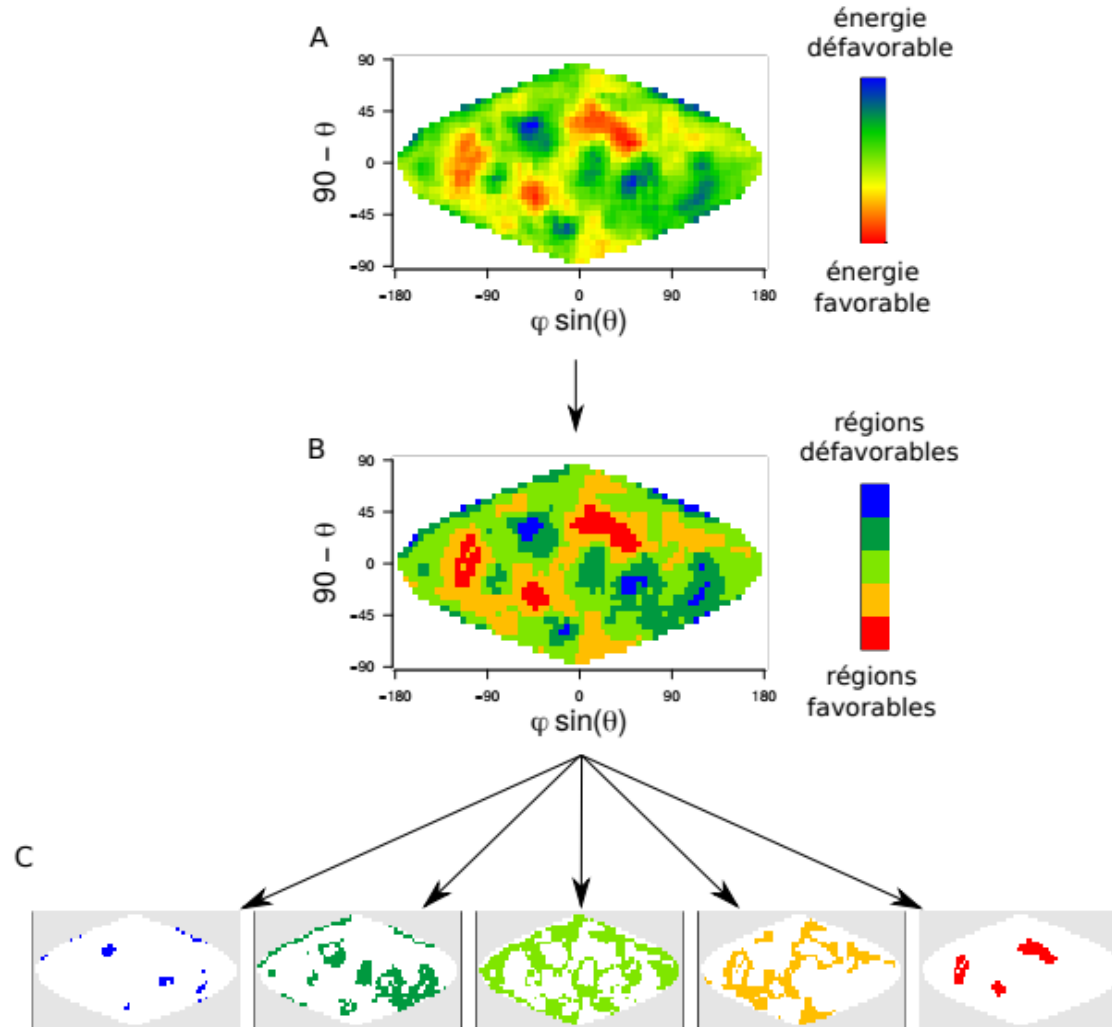 A
énergie
défavorable
90
45
0
-45
-90
90 − θ
-180
-90
0
90
180
φ sin(θ)
énergie
favorable
B
régions
défavorables
90
45
0
-45
-90
90 − θ
-180
-90
0
90
180
φ sin(θ)
régions
favorables
C